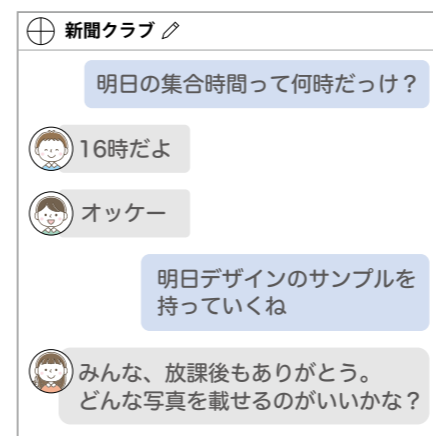 新聞クラブ
明日の集合時間って何時だっけ？
16時だよ
オッケー
明日デザインのサンプルを
持っていくね
みんな、放課後もありがとう。
どんな写真を載せるのがいいかな？